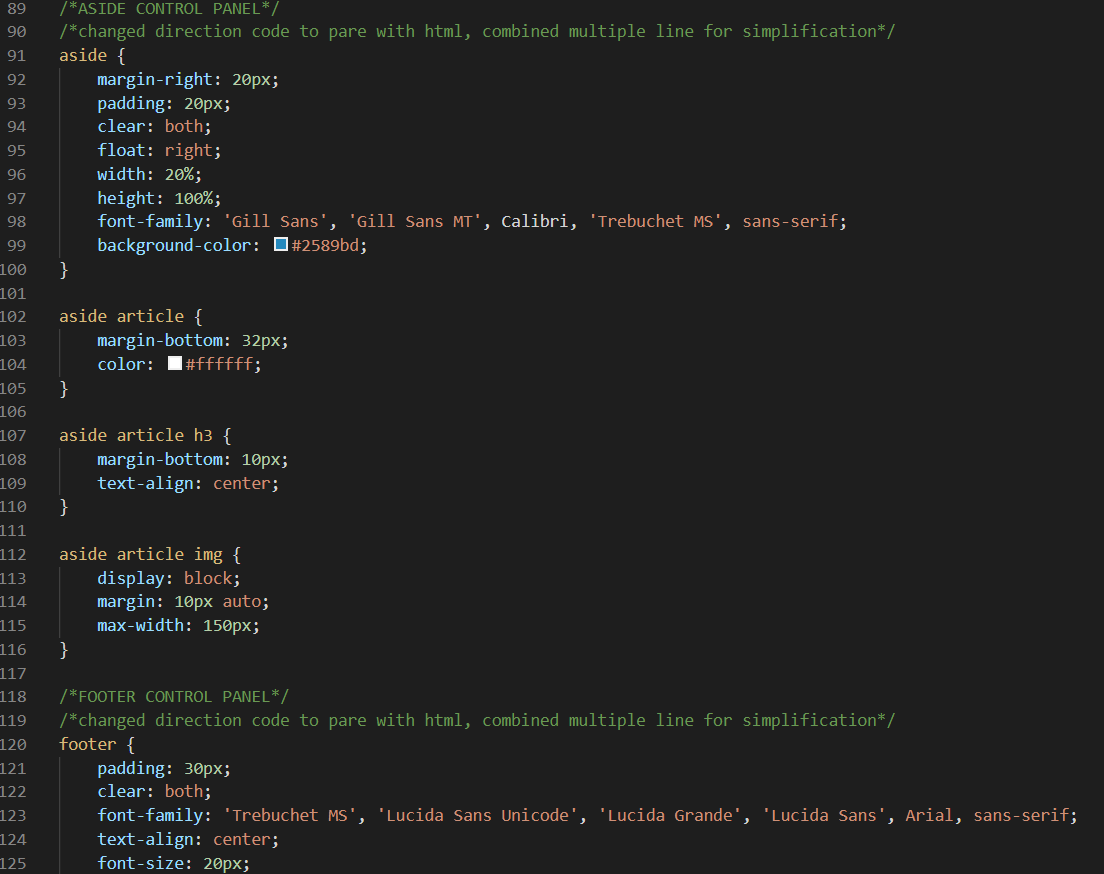 89 /*ASIDE CONTROL PANEL*/
90 /*changed direction code to pare with html, combined multiple line for simplification*/
91 aside {
92 margin-right: 20px;
93 padding: 20px;
94 clear: both;
95 float: right;
96 width: 20%;
97 height: 100%;
98 font-family: 'Gill Sans', 'Gill Sans MT', Calibri, 'Trebuchet MS', sans-serif;
99 background-color: #2589bd;
100 }
101
102 aside article {
103 margin-bottom: 32px;
104 color: #ffffff;
105 }
106
107 aside article h3 {
108 margin-bottom: 10px;
109 text-align: center;
110 }
111
112 aside article img {
113 display: block;
114 margin: 10px auto;
115 max-width: 150px;
116 }
117
118 /*FOOTER CONTROL PANEL*/
119 /*changed direction code to pare with html, combined multiple line for simplification*/
120 footer {
121 padding: 30px;
122 clear: both;
123 font-family: 'Trebuchet MS', 'Lucida Sans Unicode', 'Lucida Grande', 'Lucida Sans', Arial, sans-serif;
124 text-align: center;
125 font-size: 20px;